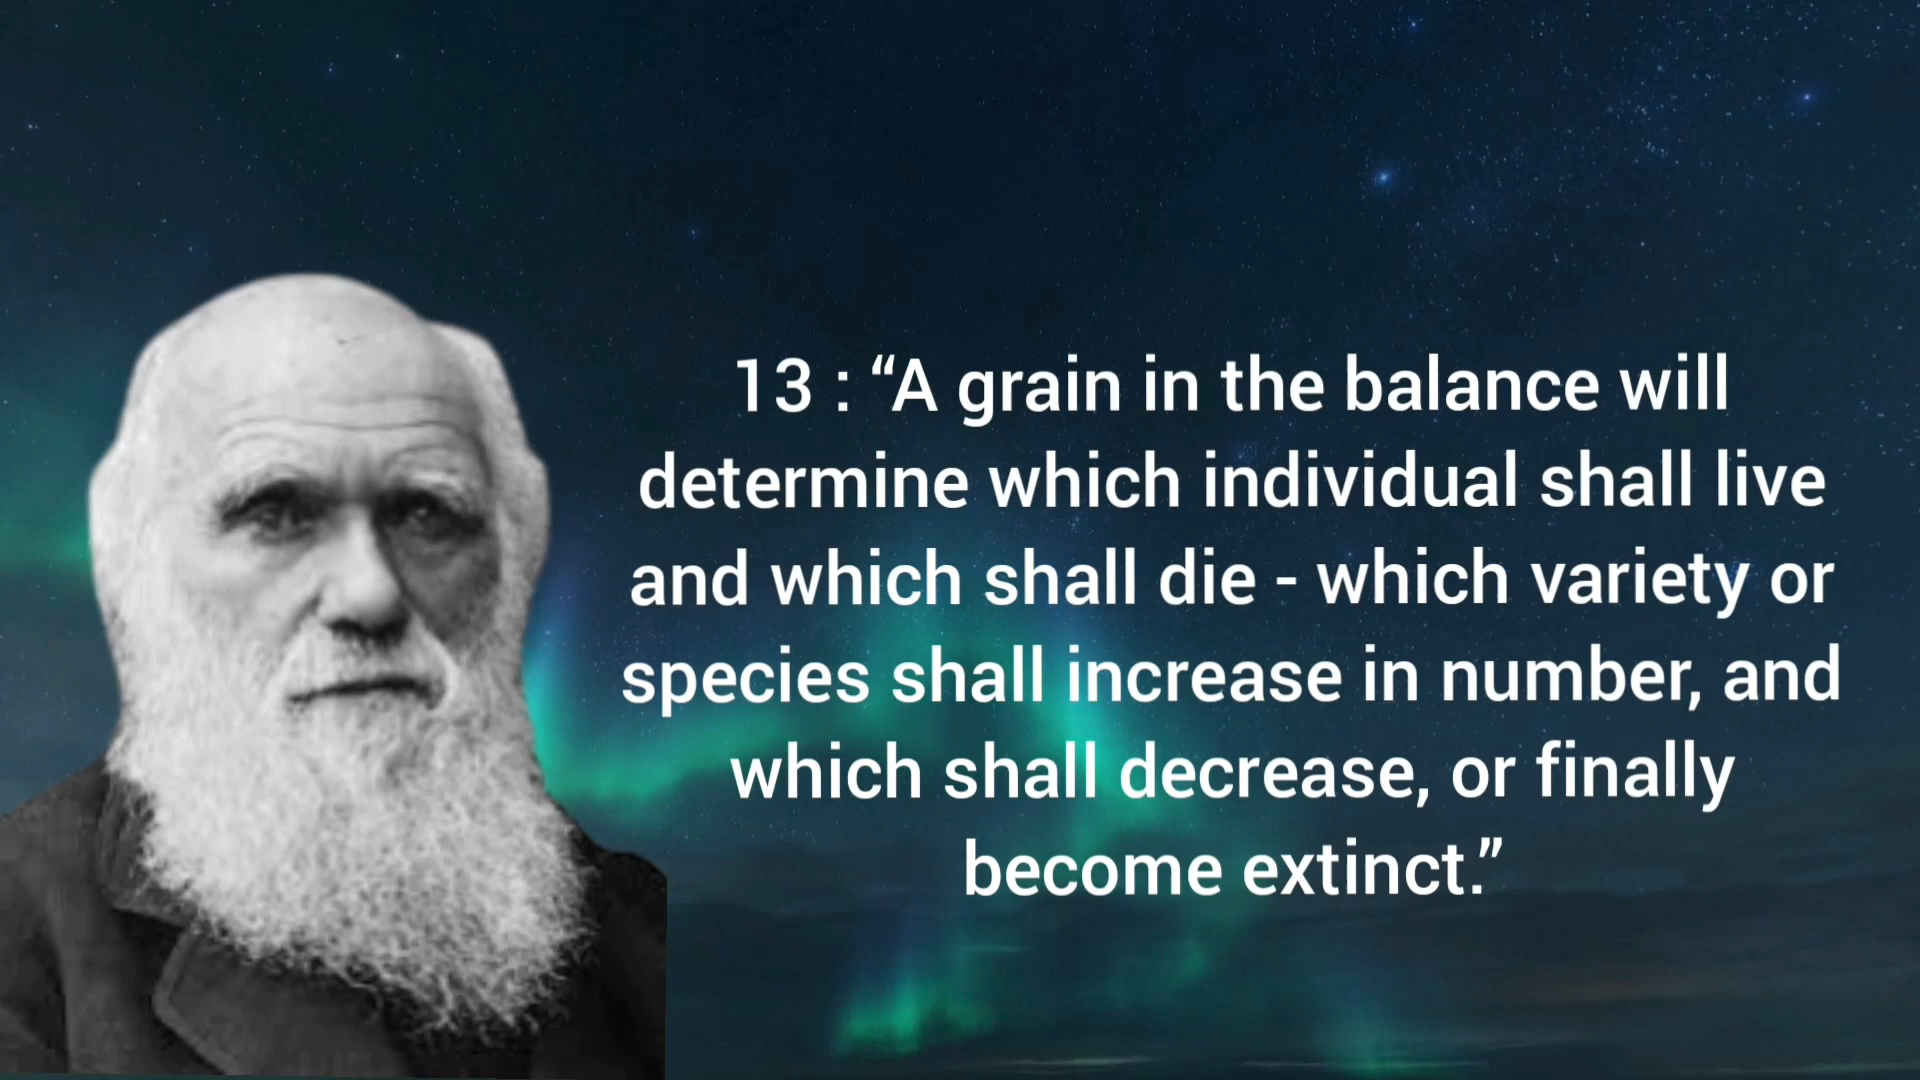 13 : “A grain in the balance will
determine which individual shall live
and which shall die - which variety or
species shall increase in number, and
which shall decrease, or finally
become extinct.”